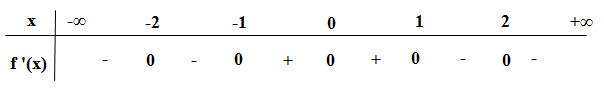 x -∞ -2 -1 0 1 2 +∞
f '(x) - 0 - 0 + 0 + 0 - 0 -